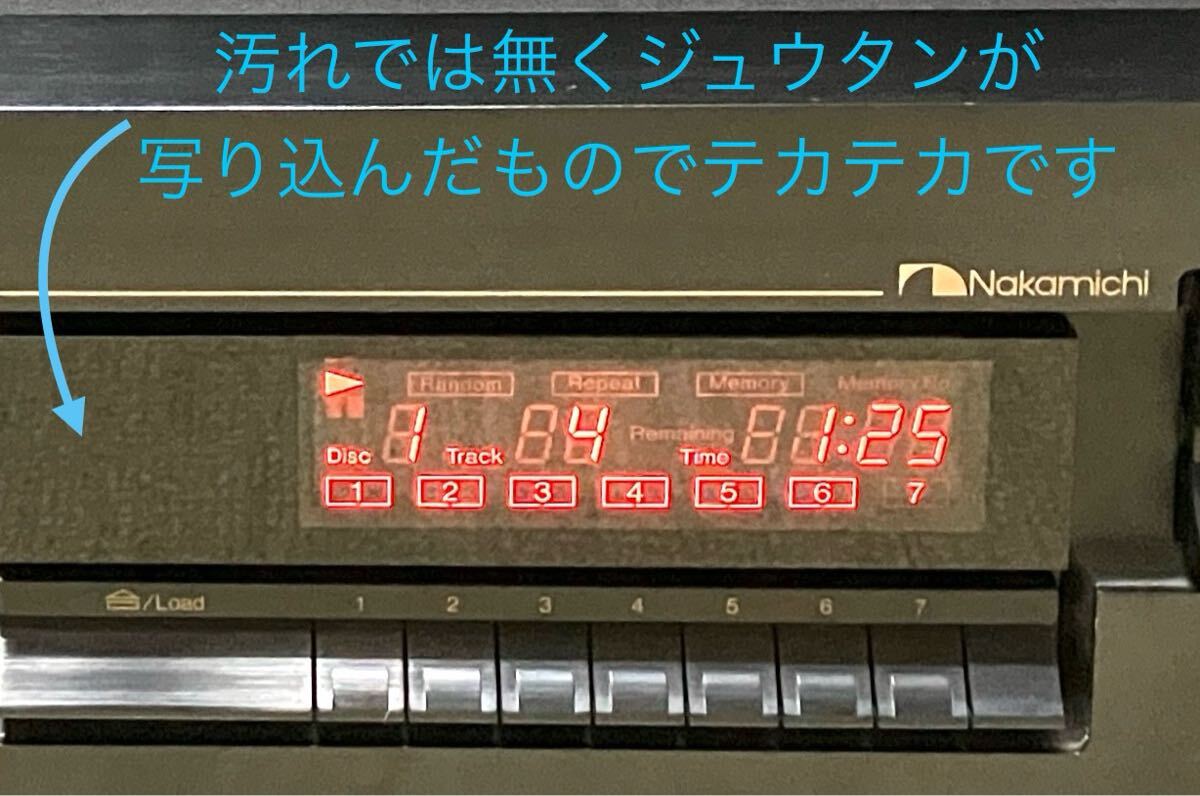 汚れでは無くジュウタンが
写り込んだものでテカテカです
Nakamichi
Random Repeat Memory Memory No
1 4 Remaining 1:25
Disc Track Time
1 2 3 4 5 6 7
/Load 1 2 3 4 5 6 7